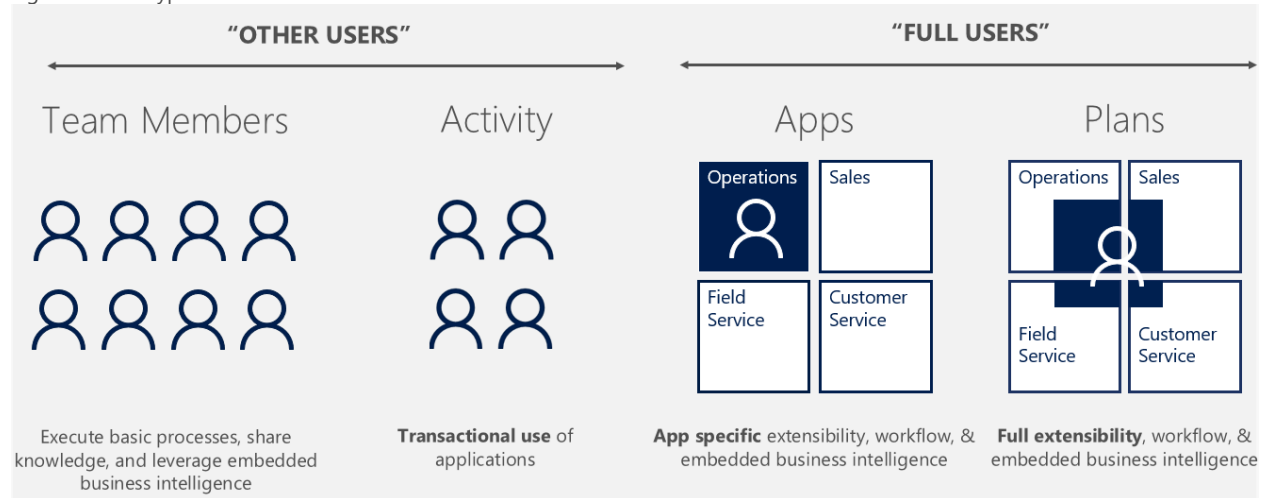 “OTHER USERS”
“FULL USERS”
Team Members
Activity
Apps
Plans
Operations
Sales
Field
Service
Customer
Service
Operations
Sales
Field
Service
Customer
Service
Execute basic processes, share
knowledge, and leverage embedded
business intelligence
Transactional use of
applications
App specific extensibility, workflow, &
embedded business intelligence
Full extensibility, workflow, &
embedded business intelligence